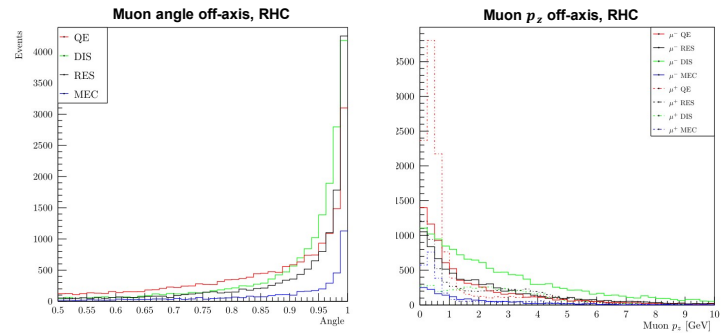 Muon angle off-axis, RHC
Events
QE
DIS
RES
MEC
4000
3500
3000
2500
2000
1500
1000
500
0
0.5 0.55 0.6 0.65 0.7 0.75 0.8 0.85 0.9 0.95 1
Angle
Muon p_z off-axis, RHC
μ⁻ QE
μ⁻ RES
μ⁻ DIS
μ⁻ MEC
μ⁺ QE
μ⁺ RES
μ⁺ DIS
μ⁺ MEC
3500
3000
2500
2000
1500
1000
500
0
0 1 2 3 4 5 6 7 8 9 10
Muon p_z [GeV]